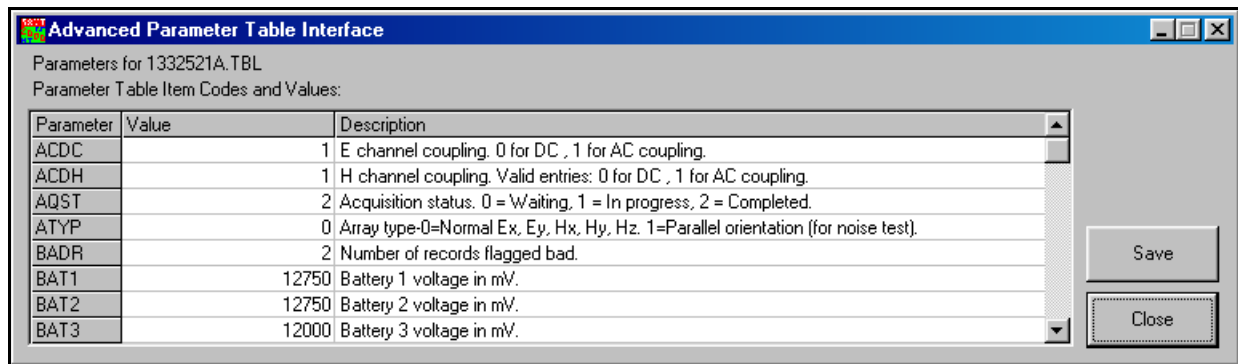 Advanced Parameter Table Interface
Parameters for 1332521A.TBL
Parameter Table Item Codes and Values:
Parameter Value Description
ACDC 1 E channel coupling. 0 for DC , 1 for AC coupling.
ACDH 1 H channel coupling. Valid entries: 0 for DC , 1 for AC coupling.
AQST 2 Acquisition status. 0 = Waiting, 1 = In progress, 2 = Completed.
ATYP 0 Array type-0=Normal Ex, Ey, Hx, Hy, Hz. 1=Parallel orientation (for noise test).
BADR 2 Number of records flagged bad.
BAT1 12750 Battery 1 voltage in mV.
BAT2 12750 Battery 2 voltage in mV.
BAT3 12000 Battery 3 voltage in mV.
Save
Close